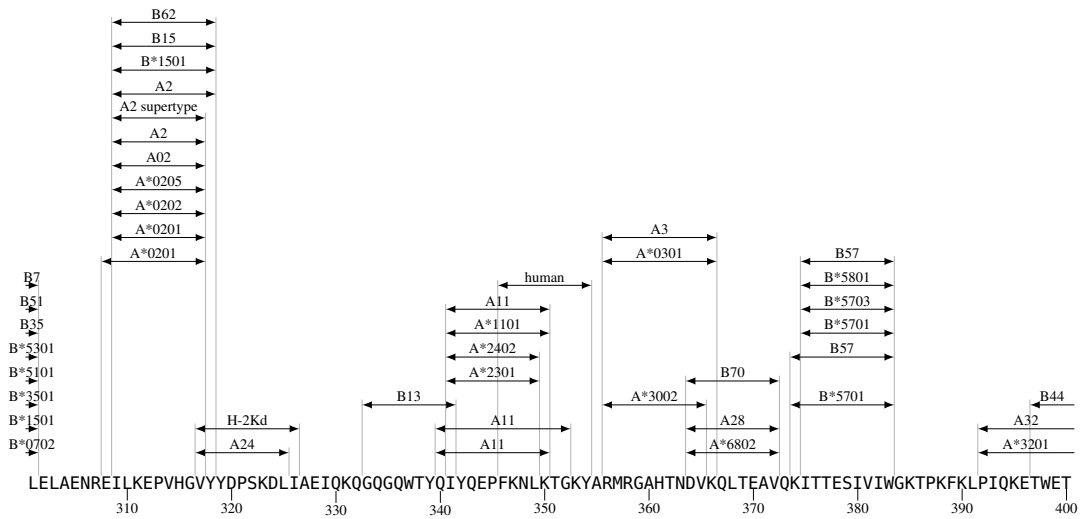 B62
B15
B*1501
A2
A2 supertype
A2
A02
A*0205
A*0202
A*0201 A3
A*0201 A*0301 B57
B7 human B*5801
B51 A11 B*5703
B35 A*1101 B*5701
B*5301 A*2402 B57
B*5101 A*2301 B70
B*3501 B13 A*3002 B*5701 B44
B*1501 H-2Kd A11 A28 A32
B*0702 A24 A11 A*6802 A*3201
LELAENREILKEPVHGVYYDPSKDLIAEIQKQGQGQWTYQIYQEPFKNLKTGKYARMRGAHTNDVKQLTEAVQKITTESIVIWGKTPKFKLPIQKETWET
310 320 330 340 350 360 370 380 390 400